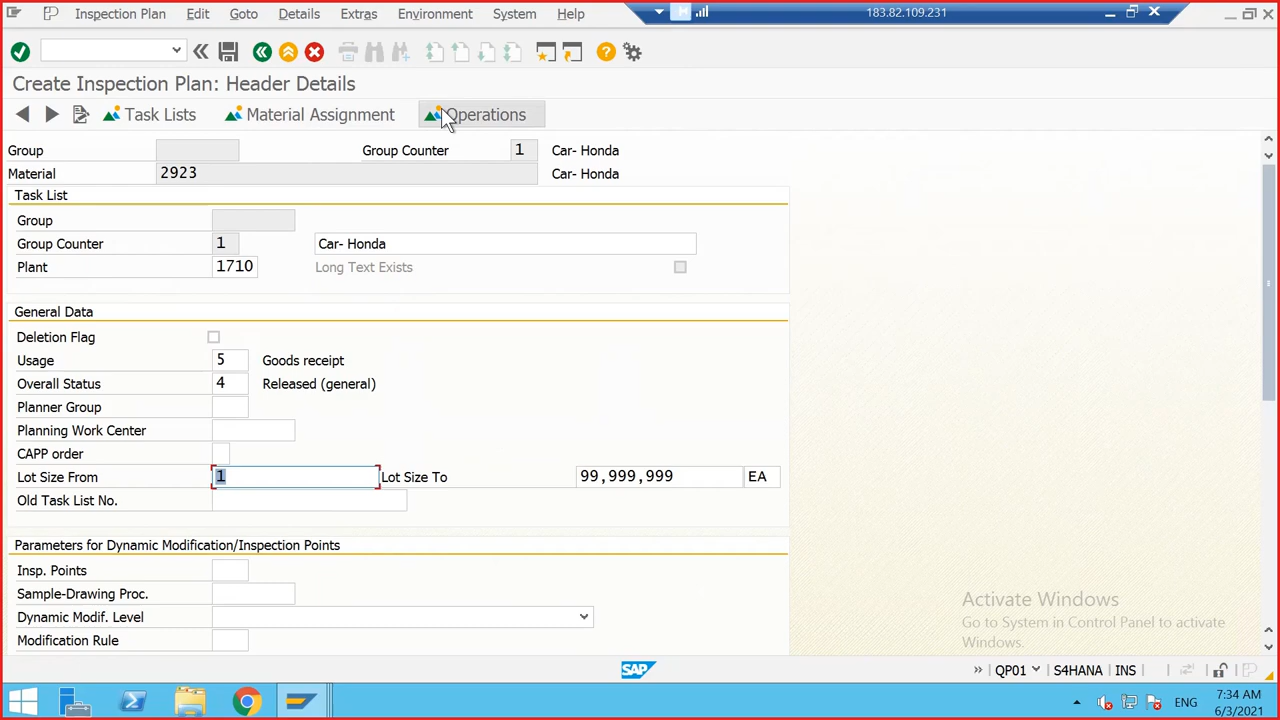 Inspection Plan Edit Goto Details Extras Environment System Help 183.82.109.231
Create Inspection Plan: Header Details
Task Lists Material Assignment Operations
Group Group Counter 1 Car- Honda
Material 2923 Car- Honda
Task List
Group
Group Counter 1 Car- Honda
Plant 1710 Long Text Exists
General Data
Deletion Flag
Usage 5 Goods receipt
Overall Status 4 Released (general)
Planner Group
Planning Work Center
CAPP order
Lot Size From 1 Lot Size To 99,999,999 EA
Old Task List No.
Parameters for Dynamic Modification/Inspection Points
Insp. Points
Sample-Drawing Proc.
Dynamic Modif. Level
Modification Rule
Activate Windows
Go to System in Control Panel to activate
Windows.
SAP QP01 S4HANA INS
ENG 7:34 AM
6/3/2021